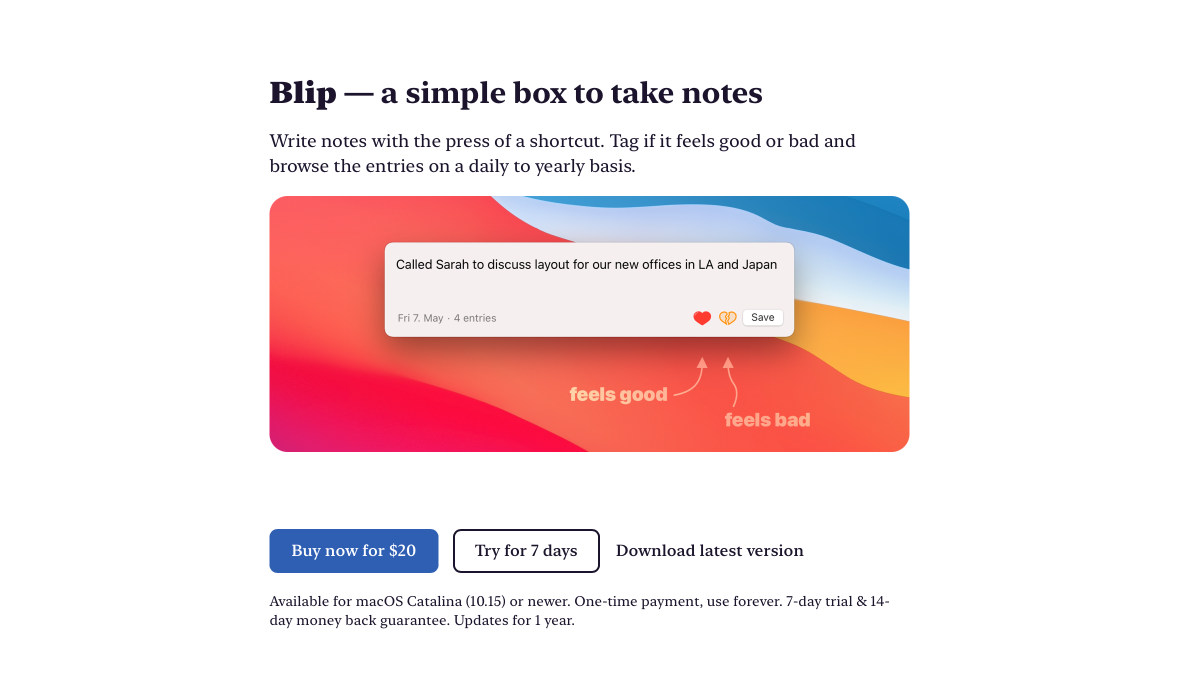 Blip — a simple box to take notes
Write notes with the press of a shortcut. Tag if it feels good or bad and
browse the entries on a daily to yearly basis.
Called Sarah to discuss layout for our new offices in LA and Japan
Fri 7. May · 4 entries
Save
feels good
feels bad
Buy now for $20
Try for 7 days
Download latest version
Available for macOS Catalina (10.15) or newer. One-time payment, use forever. 7-day trial & 14-
day money back guarantee. Updates for 1 year.